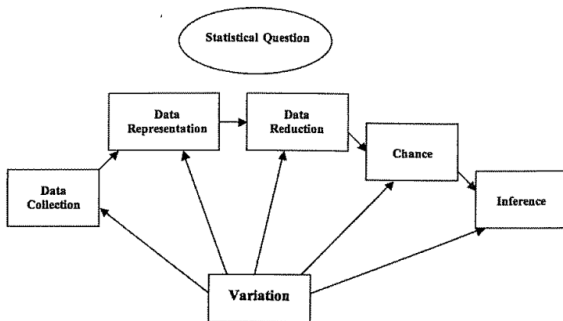 Statistical Question
Data
Representation
Data
Reduction
Chance
Data
Collection
Inference
Variation